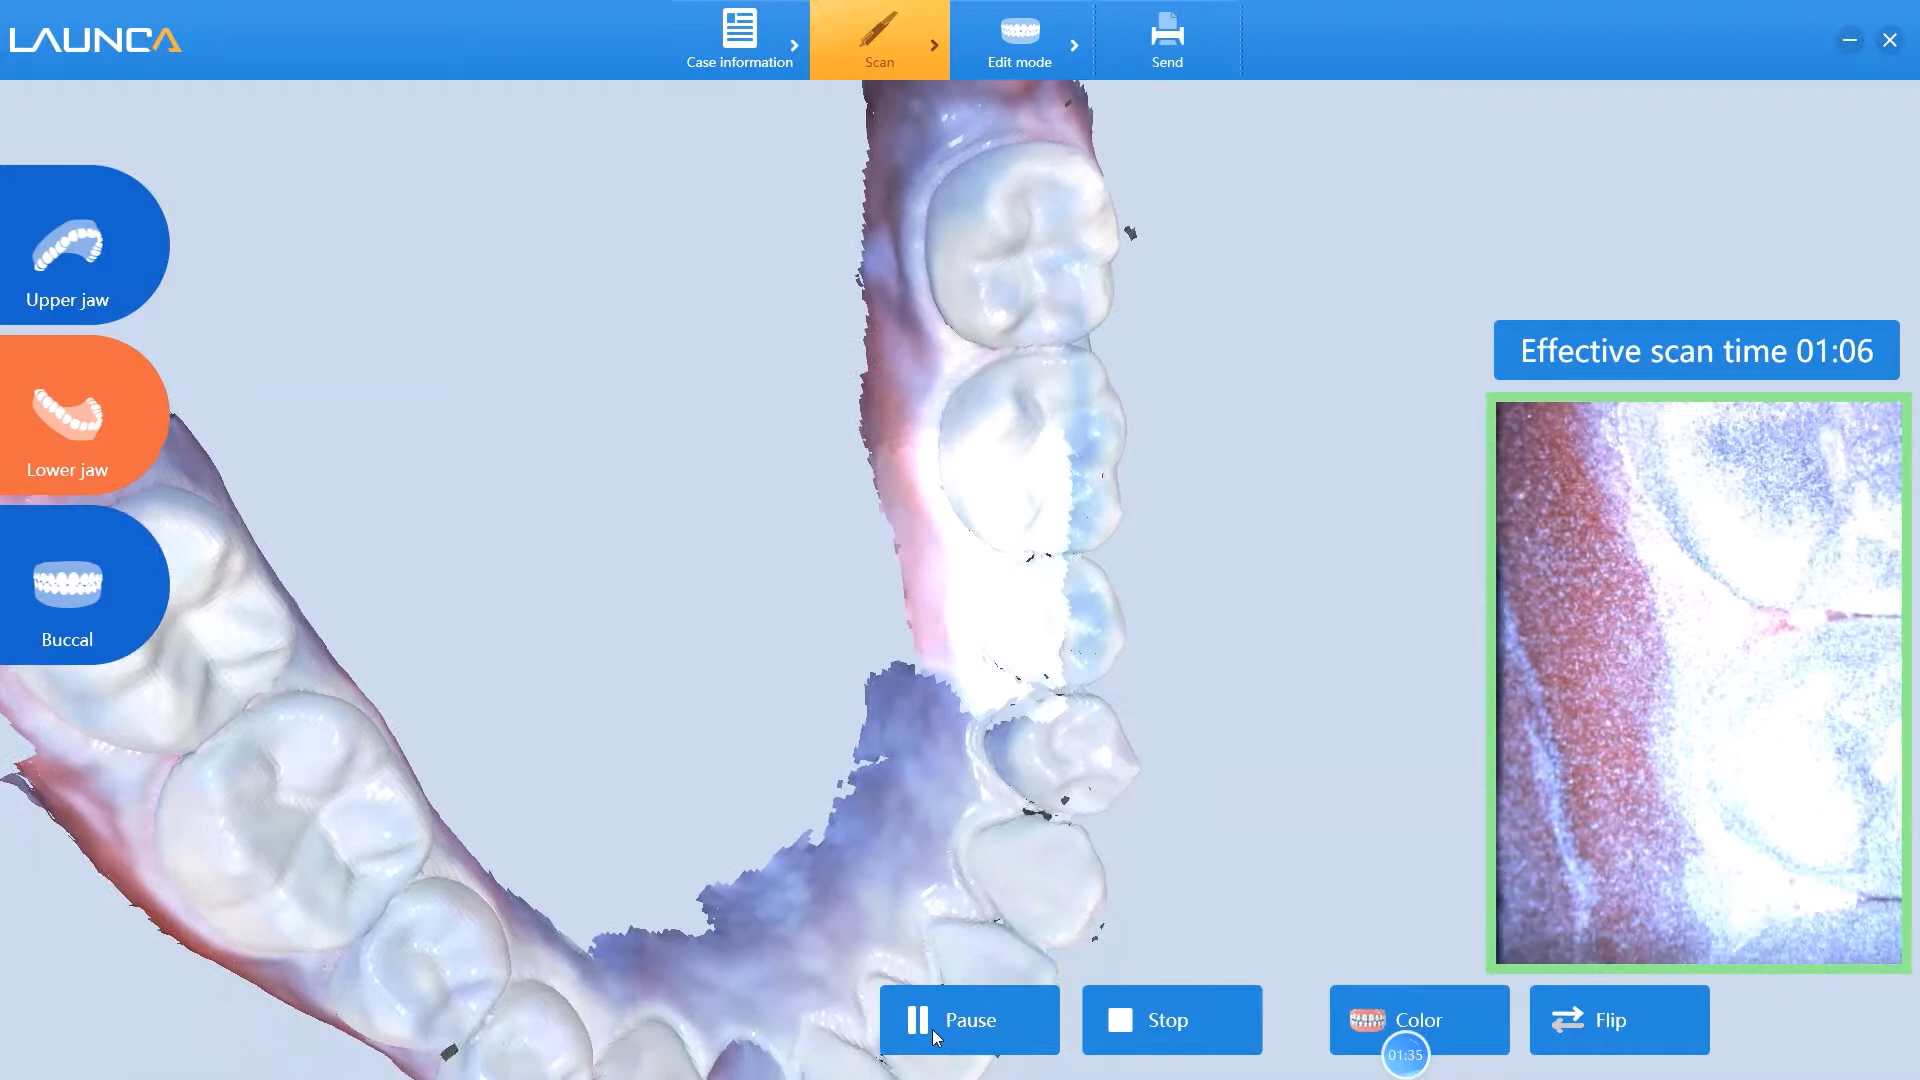 LAUNCA
Case information
Scan
Edit mode
Send
Upper jaw
Lower jaw
Buccal
Effective scan time 01:06
Pause
Stop
Color
Flip
01:35